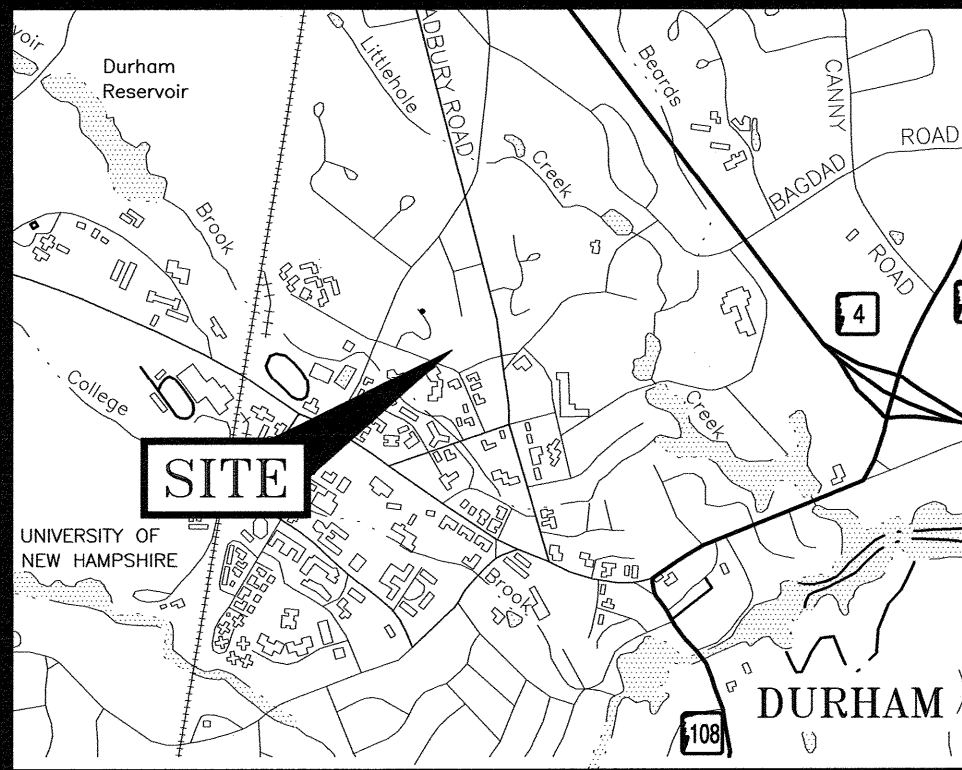 voir
Durham
Reservoir
Littlehole
ADBURY ROAD
Beards
CANNY
ROAD
BAGDAD
ROAD
Creek
Brook
4
College
Creek
SITE
UNIVERSITY OF
NEW HAMPSHIRE
Brook
DURHAM
108